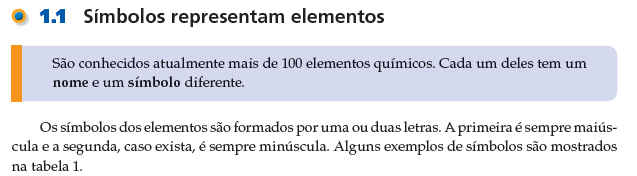 1.1 Símbolos representam elementos
São conhecidos atualmente mais de 100 elementos químicos. Cada um deles tem um
nome e um símbolo diferente.
Os símbolos dos elementos são formados por uma ou duas letras. A primeira é sempre maiús-
cula e a segunda, caso exista, é sempre minúscula. Alguns exemplos de símbolos são mostrados
na tabela 1.